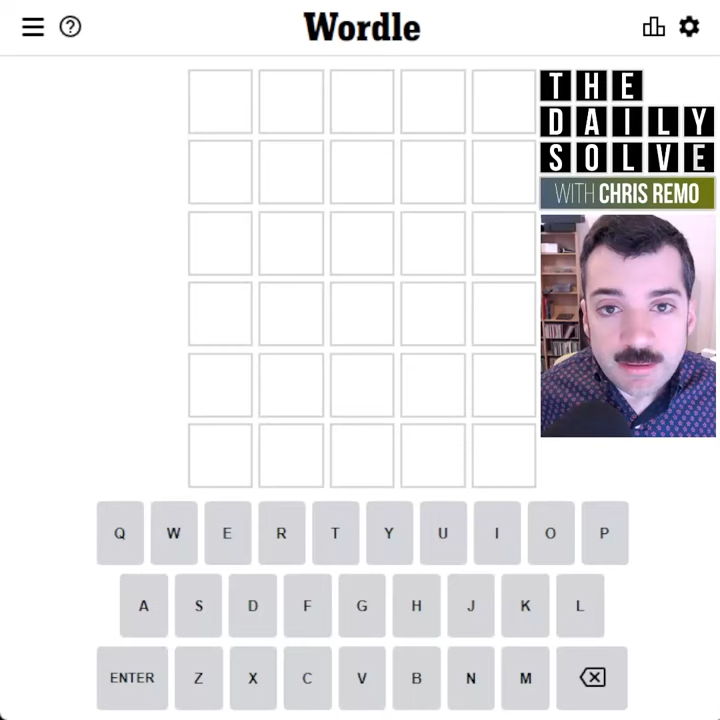 ?
Wordle
THE
DAILY
SOLVE
WITH CHRIS REMO
Q W E R T Y U I O P
A S D F G H J K L
ENTER Z X C V B N M